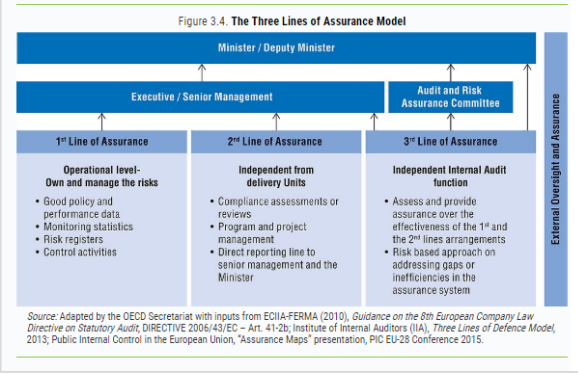 Figure 3.4. The Three Lines of Assurance Model
Minister / Deputy Minister
Executive / Senior Management
Audit and Risk
Assurance Committee
1st Line of Assurance
Operational level-
Own and manage the risks
• Good policy and
performance data
• Monitoring statistics
• Risk registers
• Control activities
2nd Line of Assurance
Independent from
delivery Units
• Compliance assessments or
reviews
• Program and project
management
• Direct reporting line to
senior management and the
Minister
3rd Line of Assurance
Independent Internal Audit
function
• Assess and provide
assurance over the
effectiveness of the 1st and
the 2nd lines arrangements
• Risk based approach on
addressing gaps or
inefficiencies in the
assurance system
External Oversight and Assurance
Source: Adapted by the OECD Secretariat with inputs from ECIIA-FERMA (2010), Guidance on the 8th European Company Law
Directive on Statutory Audit, DIRECTIVE 2006/43/EC – Art. 41-2b; Institute of Internal Auditors (IIA), Three Lines of Defence Model,
2013; Public Internal Control in the European Union, "Assurance Maps" presentation, PIC EU-28 Conference 2015.